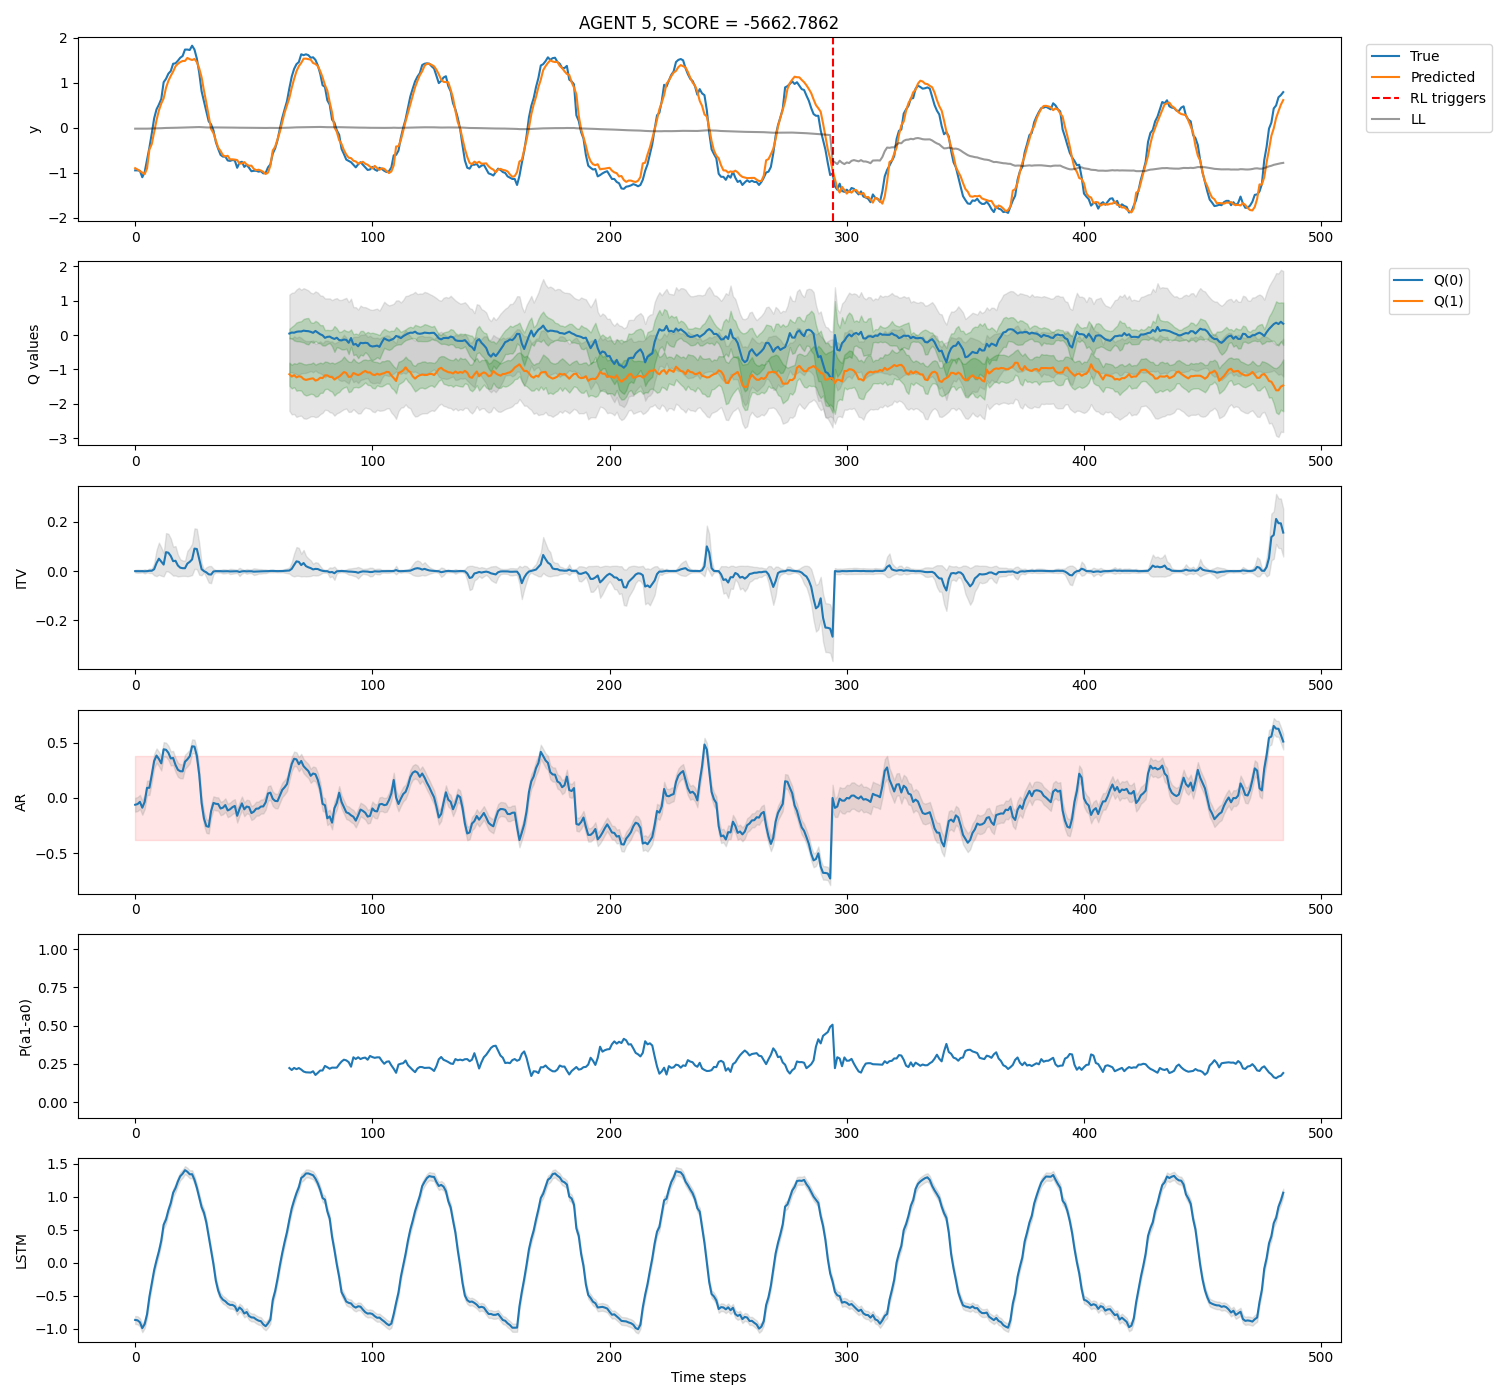 AGENT 5, SCORE = -5662.7862
2
1
0
−1
−2
y
0 100 200 300 400 500
True
Predicted
RL triggers
LL
2
1
0
−1
−2
−3
Q values
0 100 200 300 400 500
Q(0)
Q(1)
0.2
0.0
−0.2
ITV
0 100 200 300 400 500
0.5
0.0
−0.5
AR
0 100 200 300 400 500
1.00
0.75
0.50
0.25
0.00
P(a1-a0)
0 100 200 300 400 500
1.5
1.0
0.5
0.0
−0.5
−1.0
LSTM
0 100 200 300 400 500
Time steps